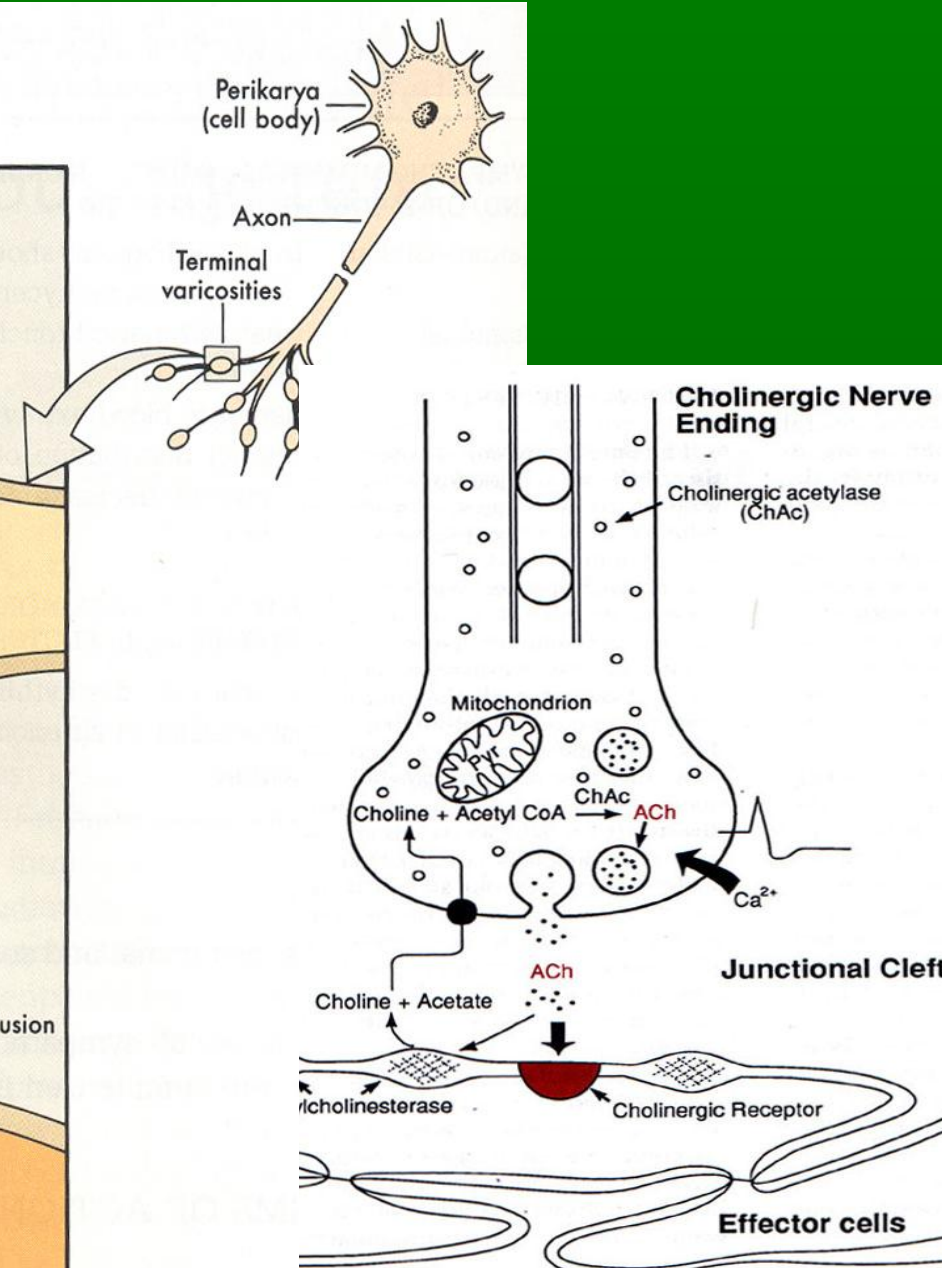 Perikarya
(cell body)
Axon
Terminal
varicosities
Cholinergic Nerve
Ending
Cholinergic acetylase
(ChAc)
Mitochondrion
Pyr
Choline + Acetyl CoA
ChAc
ACh
Ca²⁺
ACh
Junctional Cleft
Choline + Acetate
usion
ylcholinesterase
Cholinergic Receptor
Effector cells